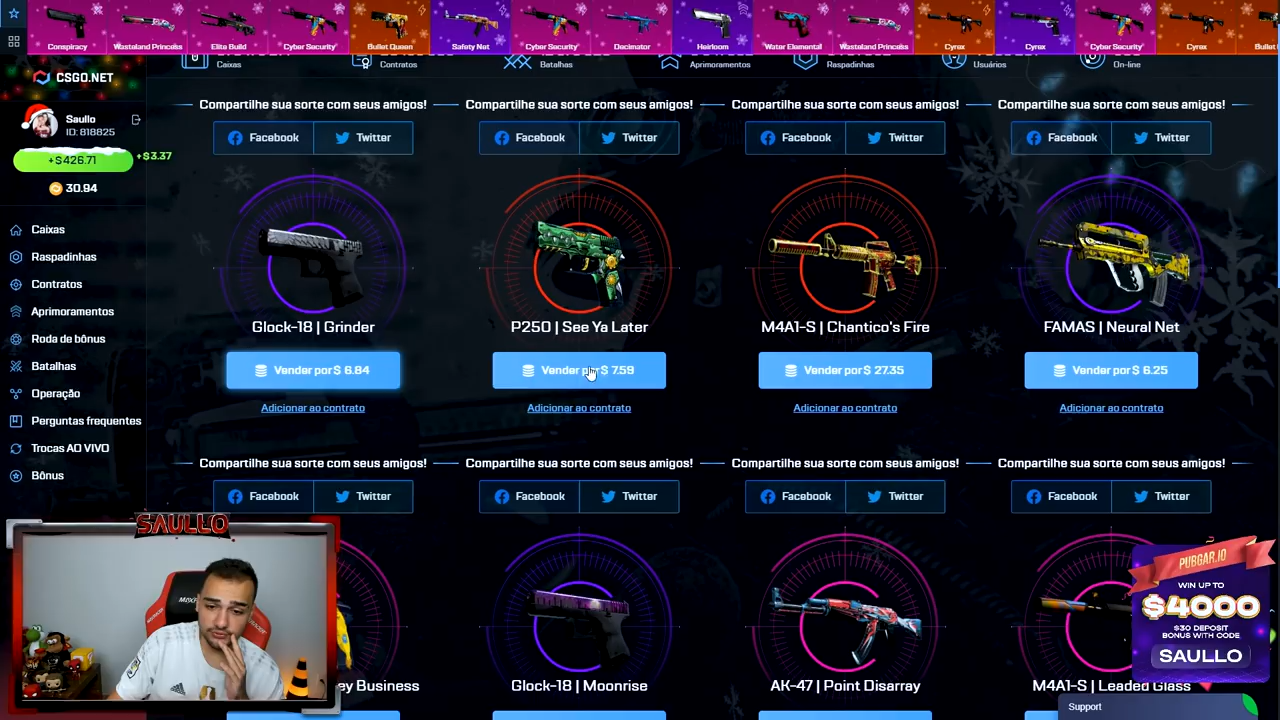 Conspiracy
Wasteland Princess
Elite Build
Cyber Security
Bullet Queen
Safety Net
Cyber Security
Decimator
Heirloom
Water Elemental
Wasteland Princess
Cyrex
Cyrex
Cyber Security
Cyrex
Bullet
CSGO.NET
Caixas
Contratos
Batalhas
Aprimoramentos
Raspadinhas
Usuários
On-line
Saullo
ID: 818825
+$426.71
+$3.37
30.94
Caixas
Raspadinhas
Contratos
Aprimoramentos
Roda de bônus
Batalhas
Operação
Perguntas frequentes
Trocas AO VIVO
Bônus
Compartilhe sua sorte com seus amigos!
Compartilhe sua sorte com seus amigos!
Compartilhe sua sorte com seus amigos!
Compartilhe sua sorte com seus amigos!
Facebook
Twitter
Facebook
Twitter
Facebook
Twitter
Facebook
Twitter
Glock-18 | Grinder
P250 | See Ya Later
M4A1-S | Chantico's Fire
FAMAS | Neural Net
Vender por $ 6.84
Vender por $ 7.59
Vender por $ 27.35
Vender por $ 6.25
Adicionar ao contrato
Adicionar ao contrato
Adicionar ao contrato
Adicionar ao contrato
Compartilhe sua sorte com seus amigos!
Compartilhe sua sorte com seus amigos!
Compartilhe sua sorte com seus amigos!
Compartilhe sua sorte com seus amigos!
Facebook
Twitter
Facebook
Twitter
Facebook
Twitter
Facebook
Twitter
ey Business
Glock-18 | Moonrise
AK-47 | Point Disarray
M4A1-S | Leaded Glass
SAULLO
PUBGAR.IO
WIN UP TO
$4000
$30 DEPOSIT
BONUS WITH CODE
SAULLO
Support